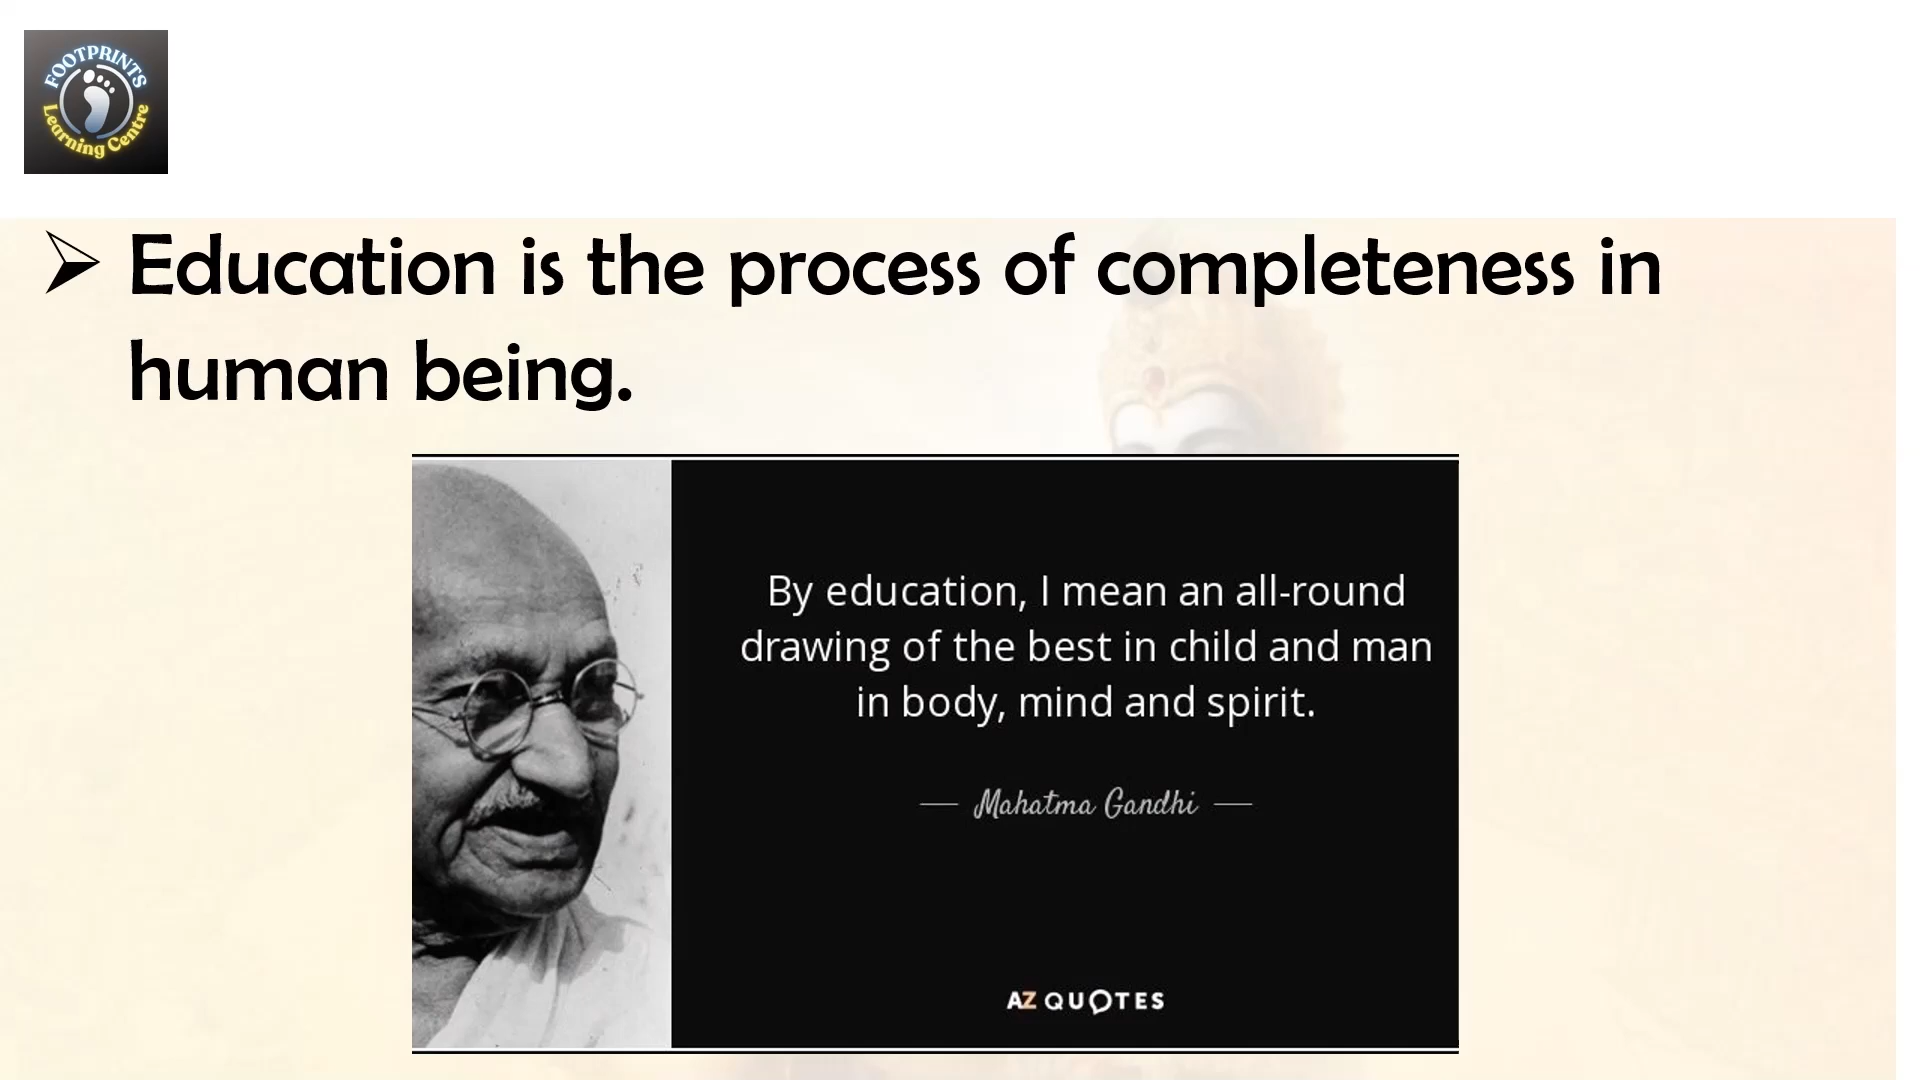 FOOTPRINTS
Learning Centre
Education is the process of completeness in
human being.
By education, I mean an all-round
drawing of the best in child and man
in body, mind and spirit.
Mahatma Gandhi
AZ QUOTES